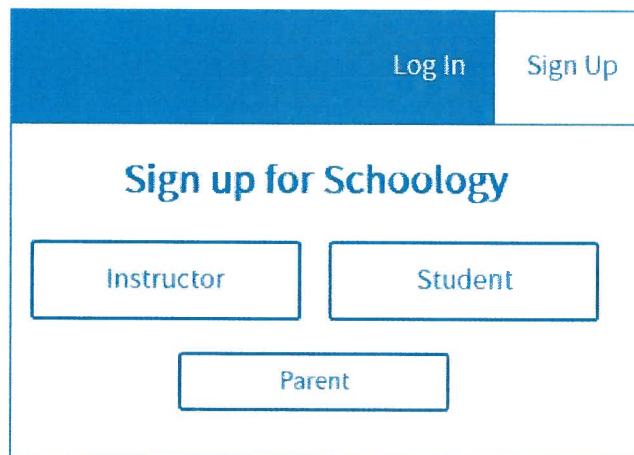 Log In Sign Up
Sign up for Schoology
Instructor Student
Parent